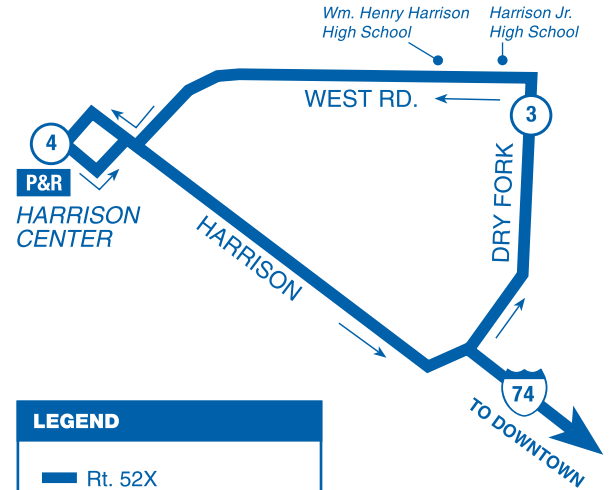 Wm. Henry Harrison
High School
Harrison Jr.
High School
WEST RD.
3
4
P&R
HARRISON
CENTER
DRY FORK
HARRISON
74
TO DOWNTOWN
LEGEND
Rt. 52X